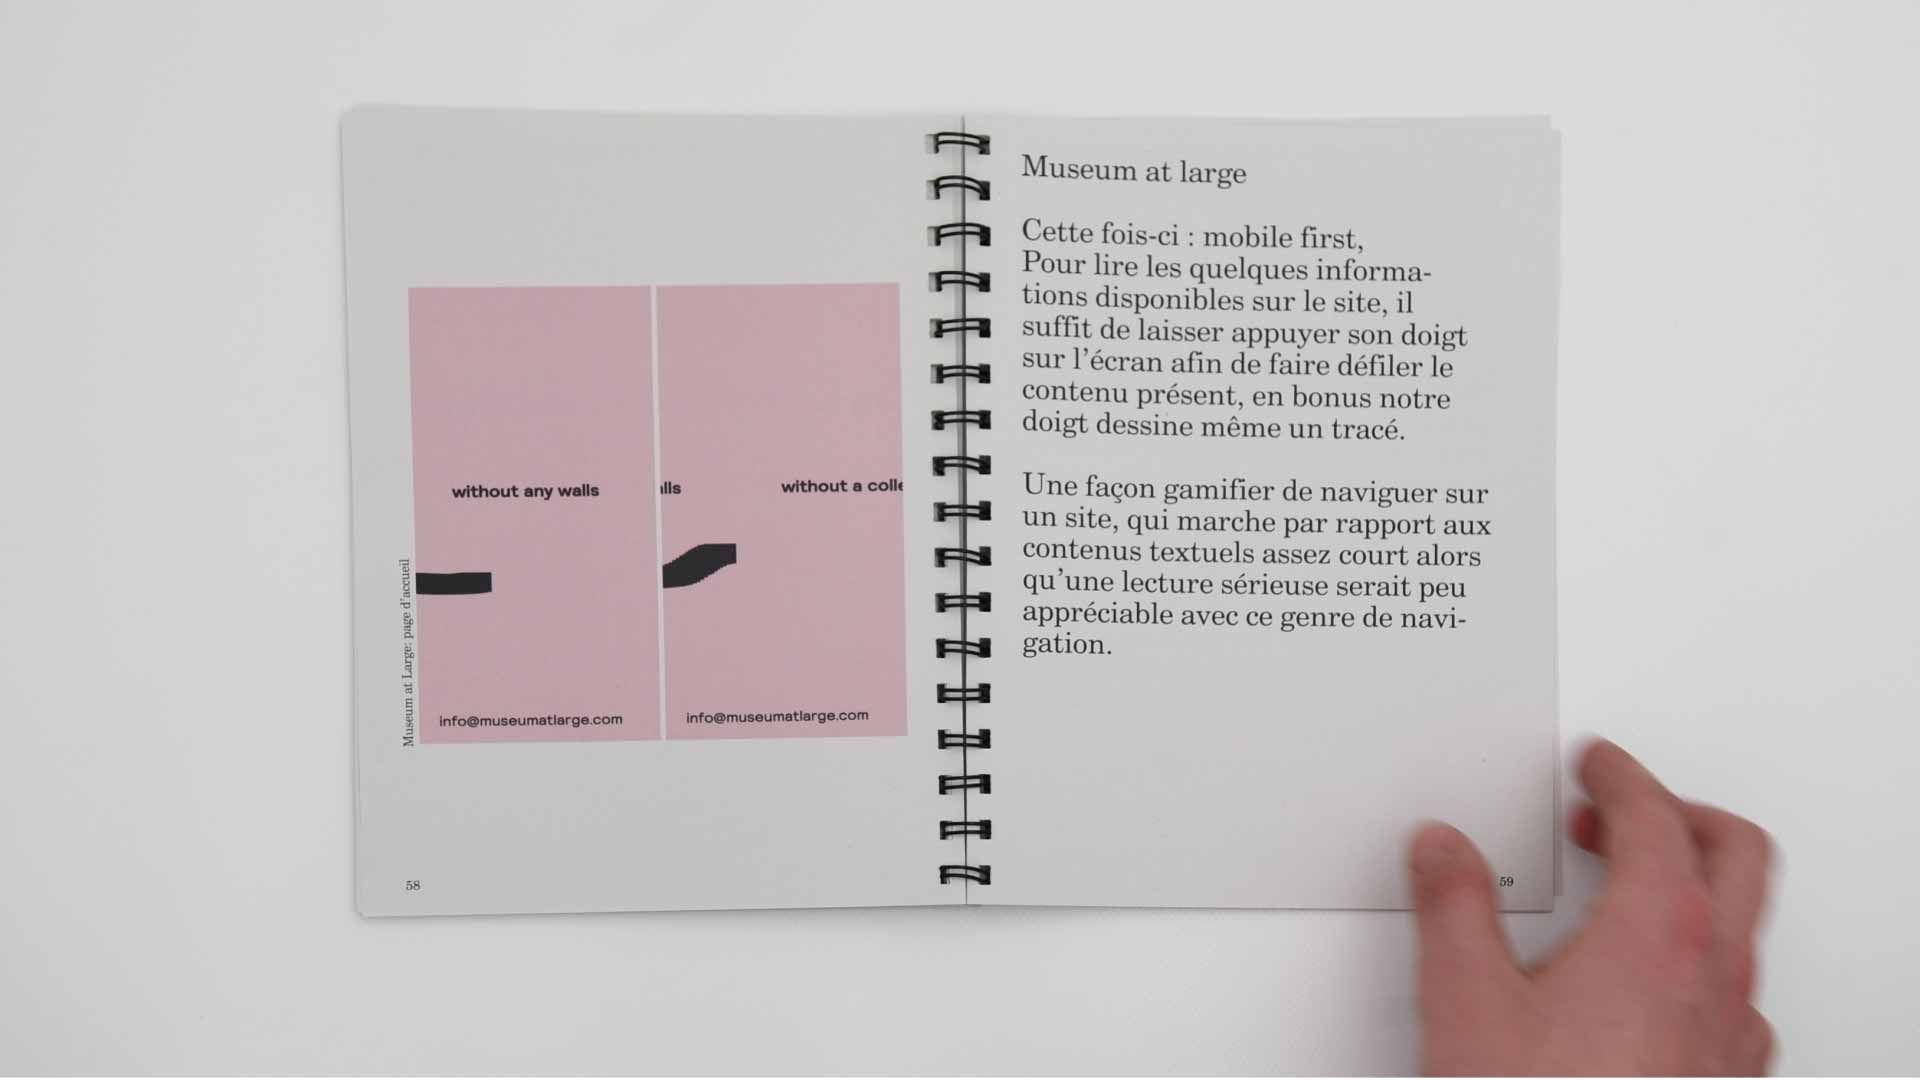 without any walls
info@museumatlarge.com
lls
without a colle
info@museumatlarge.com
Museum at Large: page d'accueil
58
Museum at large
Cette fois-ci : mobile first,
Pour lire les quelques informa-
tions disponibles sur le site, il
suffit de laisser appuyer son doigt
sur l'écran afin de faire défiler le
contenu présent, en bonus notre
doigt dessine même un tracé.
Une façon gamifier de naviguer sur
un site, qui marche par rapport aux
contenus textuels assez court alors
qu'une lecture sérieuse serait peu
appréciable avec ce genre de navi-
gation.
59